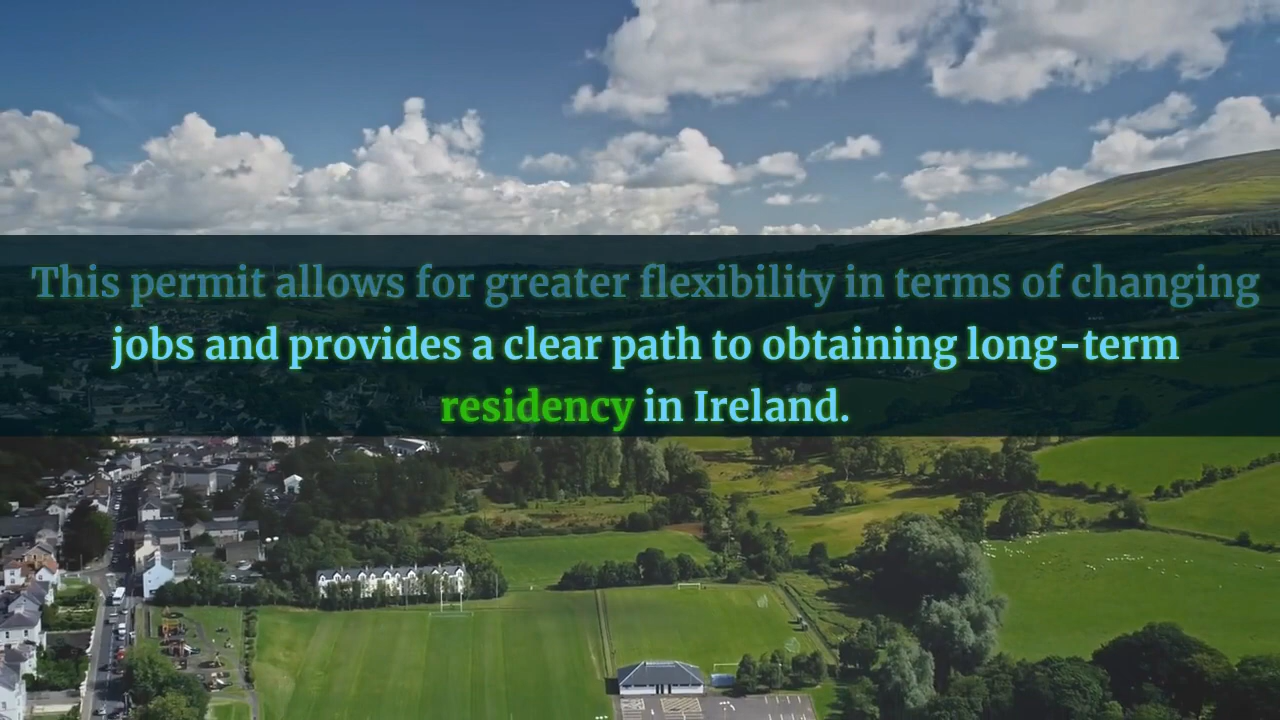 This permit allows for greater flexibility in terms of changing
jobs and provides a clear path to obtaining long-term
residency in Ireland.